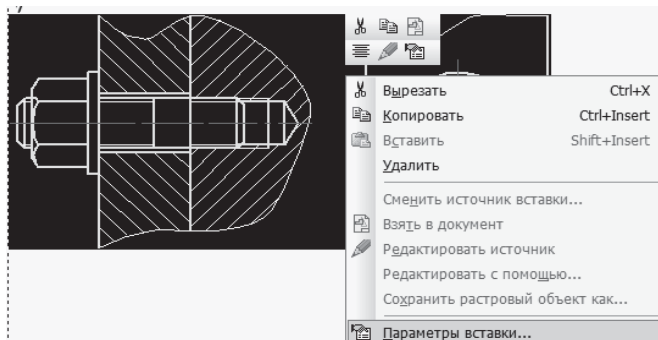 Вырезать Ctrl+X
Копировать Ctrl+Insert
Вставить Shift+Insert
Удалить
Сменить источник вставки...
Взять в документ
Редактировать источник
Редактировать с помощью...
Сохранить растровый объект как...
Параметры вставки...